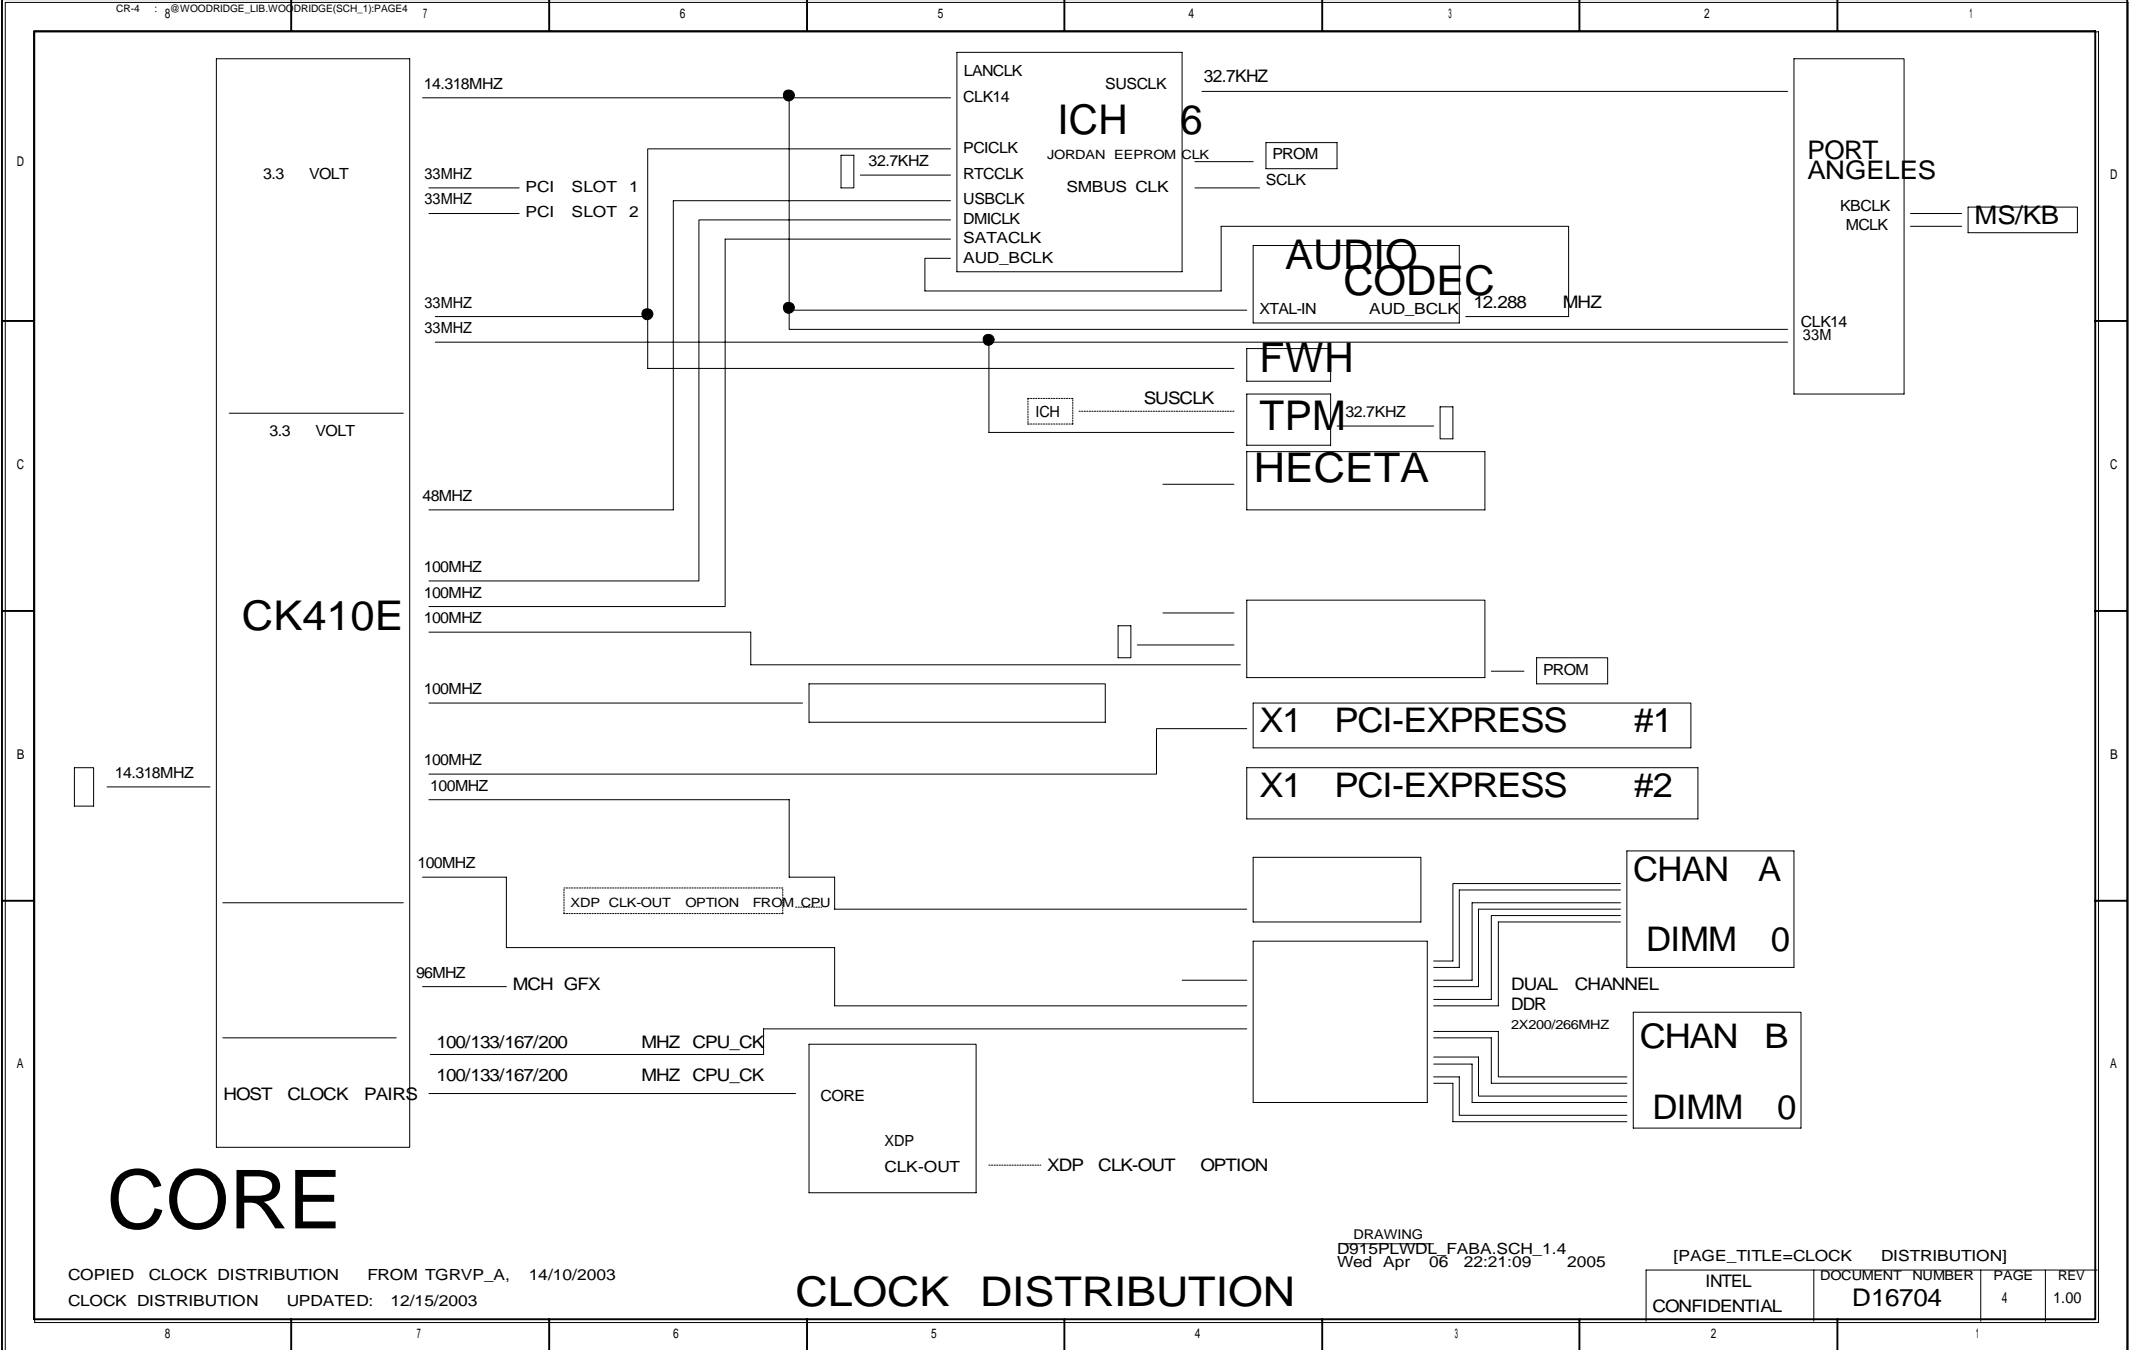 CR-4 : @WOODRIDGE_LIB.WOODRIDGE(SCH_1):PAGE4
8 7 6 5 4 3 2 1
14.318MHZ
LANCLK
SUSCLK
32.7KHZ
CLK14
ICH 6
PCICLK
JORDAN EEPROM CLK
PROM
PORT
ANGELES
D
3.3 VOLT
33MHZ
PCI SLOT 1
32.7KHZ
RTCCLK
SMBUS CLK
SCLK
D
33MHZ
PCI SLOT 2
USBCLK
KBCLK
MS/KB
DMICLK
MCLK
SATACLK
AUD_BCLK
AUDIO
CODEC
33MHZ
XTAL-IN
AUD_BCLK
12.288 MHZ
33MHZ
CLK14
33M
FWH
ICH
SUSCLK
TPM
32.7KHZ
3.3 VOLT
C
HECETA
C
48MHZ
100MHZ
100MHZ
CK410E
100MHZ
PROM
100MHZ
X1 PCI-EXPRESS #1
B
B
14.318MHZ
100MHZ
100MHZ
X1 PCI-EXPRESS #2
100MHZ
CHAN A
XDP CLK-OUT OPTION FROM CPU
DIMM 0
96MHZ
MCH GFX
DUAL CHANNEL
DDR
2X200/266MHZ
100/133/167/200 MHZ CPU_CK
CHAN B
A
A
100/133/167/200 MHZ CPU_CK
HOST CLOCK PAIRS
CORE
DIMM 0
XDP
CLK-OUT
XDP CLK-OUT OPTION
CORE
DRAWING
D915PLWDL_FABA.SCH_1.4
Wed Apr 06 22:21:09 2005
[PAGE_TITLE=CLOCK DISTRIBUTION]
COPIED CLOCK DISTRIBUTION FROM TGRVP_A, 14/10/2003
CLOCK DISTRIBUTION UPDATED: 12/15/2003
CLOCK DISTRIBUTION
INTEL
CONFIDENTIAL
DOCUMENT NUMBER
D16704
PAGE
4
REV
1.00
8 7 6 5 4 3 2 1